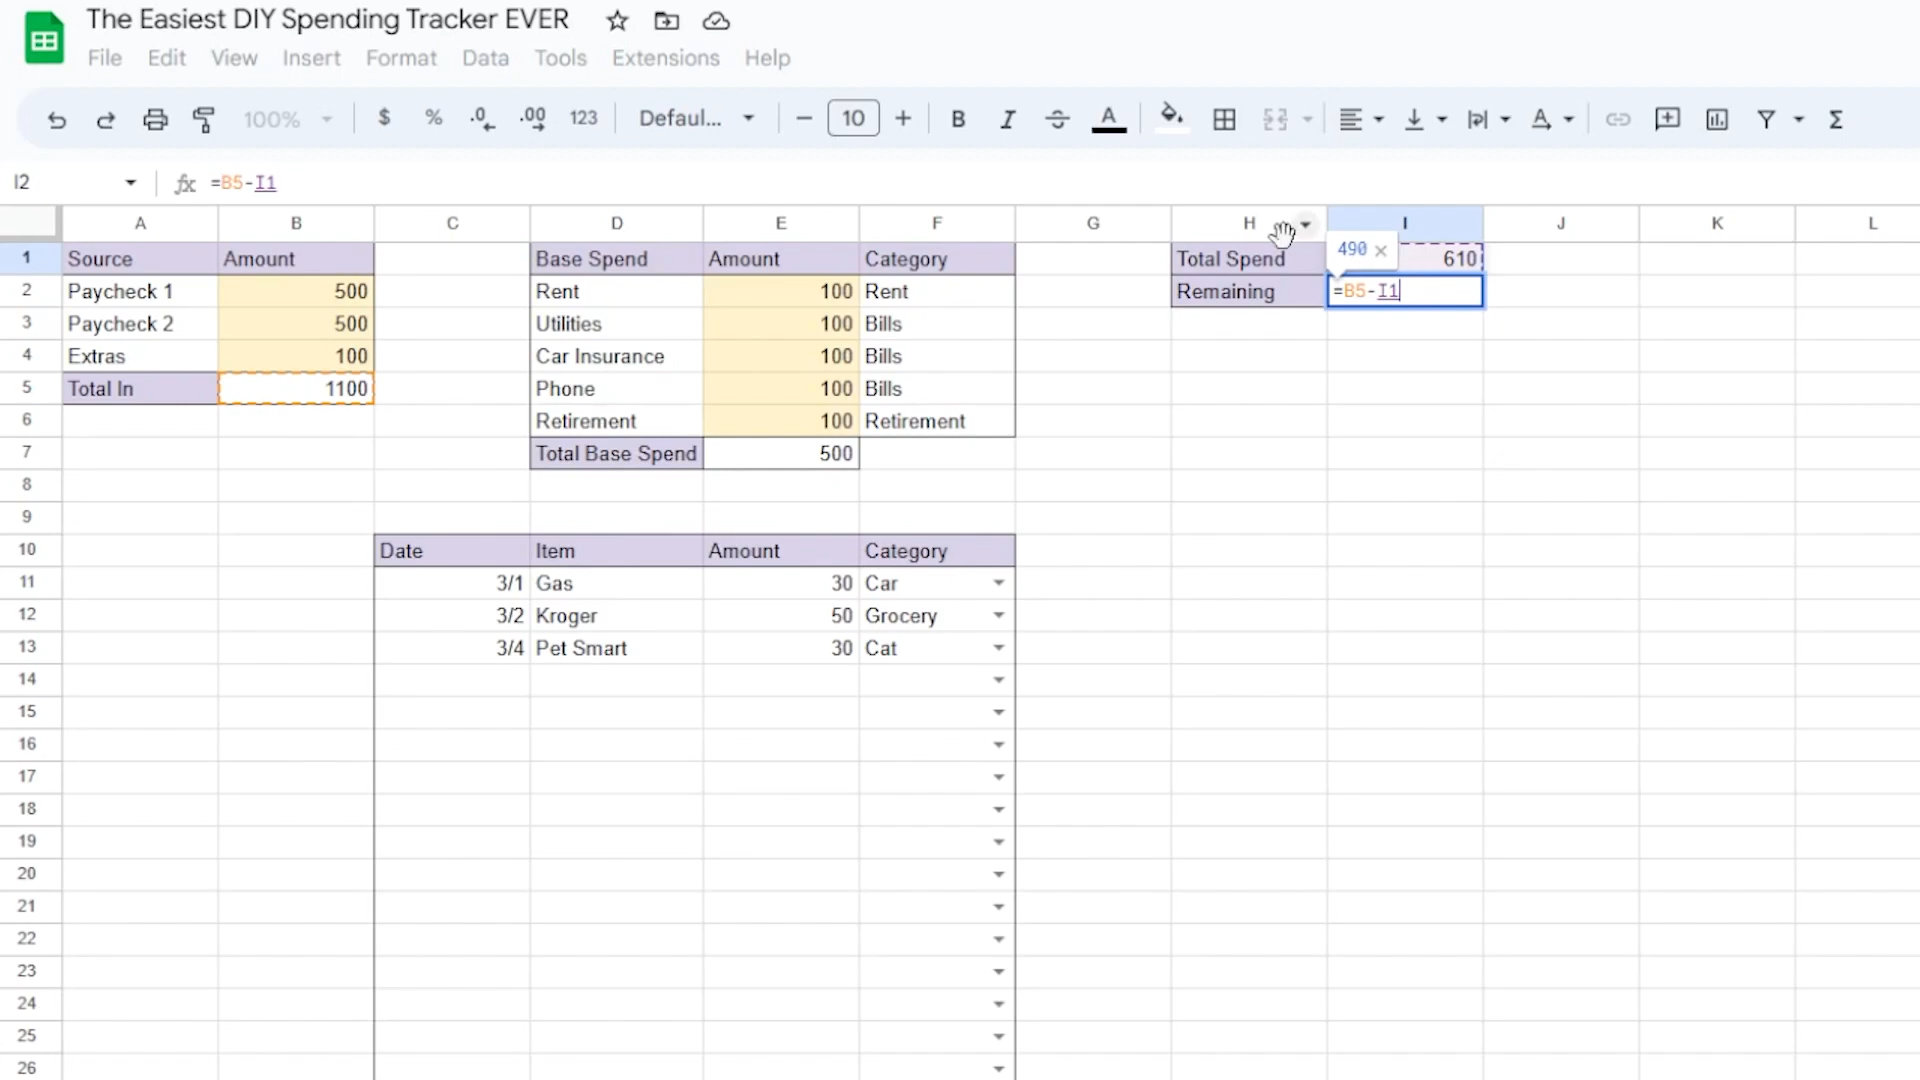 The Easiest DIY Spending Tracker EVER
File Edit View Insert Format Data Tools Extensions Help
100% $ % .0 .00 123 Defaul... − 10 + B I A
I2 fx =B5-I1
A B C D E F G H I J K L
1 Source Amount Base Spend Amount Category Total Spend 490 × 610
2 Paycheck 1 500 Rent 100 Rent Remaining =B5-I1
3 Paycheck 2 500 Utilities 100 Bills
4 Extras 100 Car Insurance 100 Bills
5 Total In 1100 Phone 100 Bills
6 Retirement 100 Retirement
7 Total Base Spend 500
8
9
10 Date Item Amount Category
11 3/1 Gas 30 Car
12 3/2 Kroger 50 Grocery
13 3/4 Pet Smart 30 Cat
14
15
16
17
18
19
20
21
22
23
24
25
26